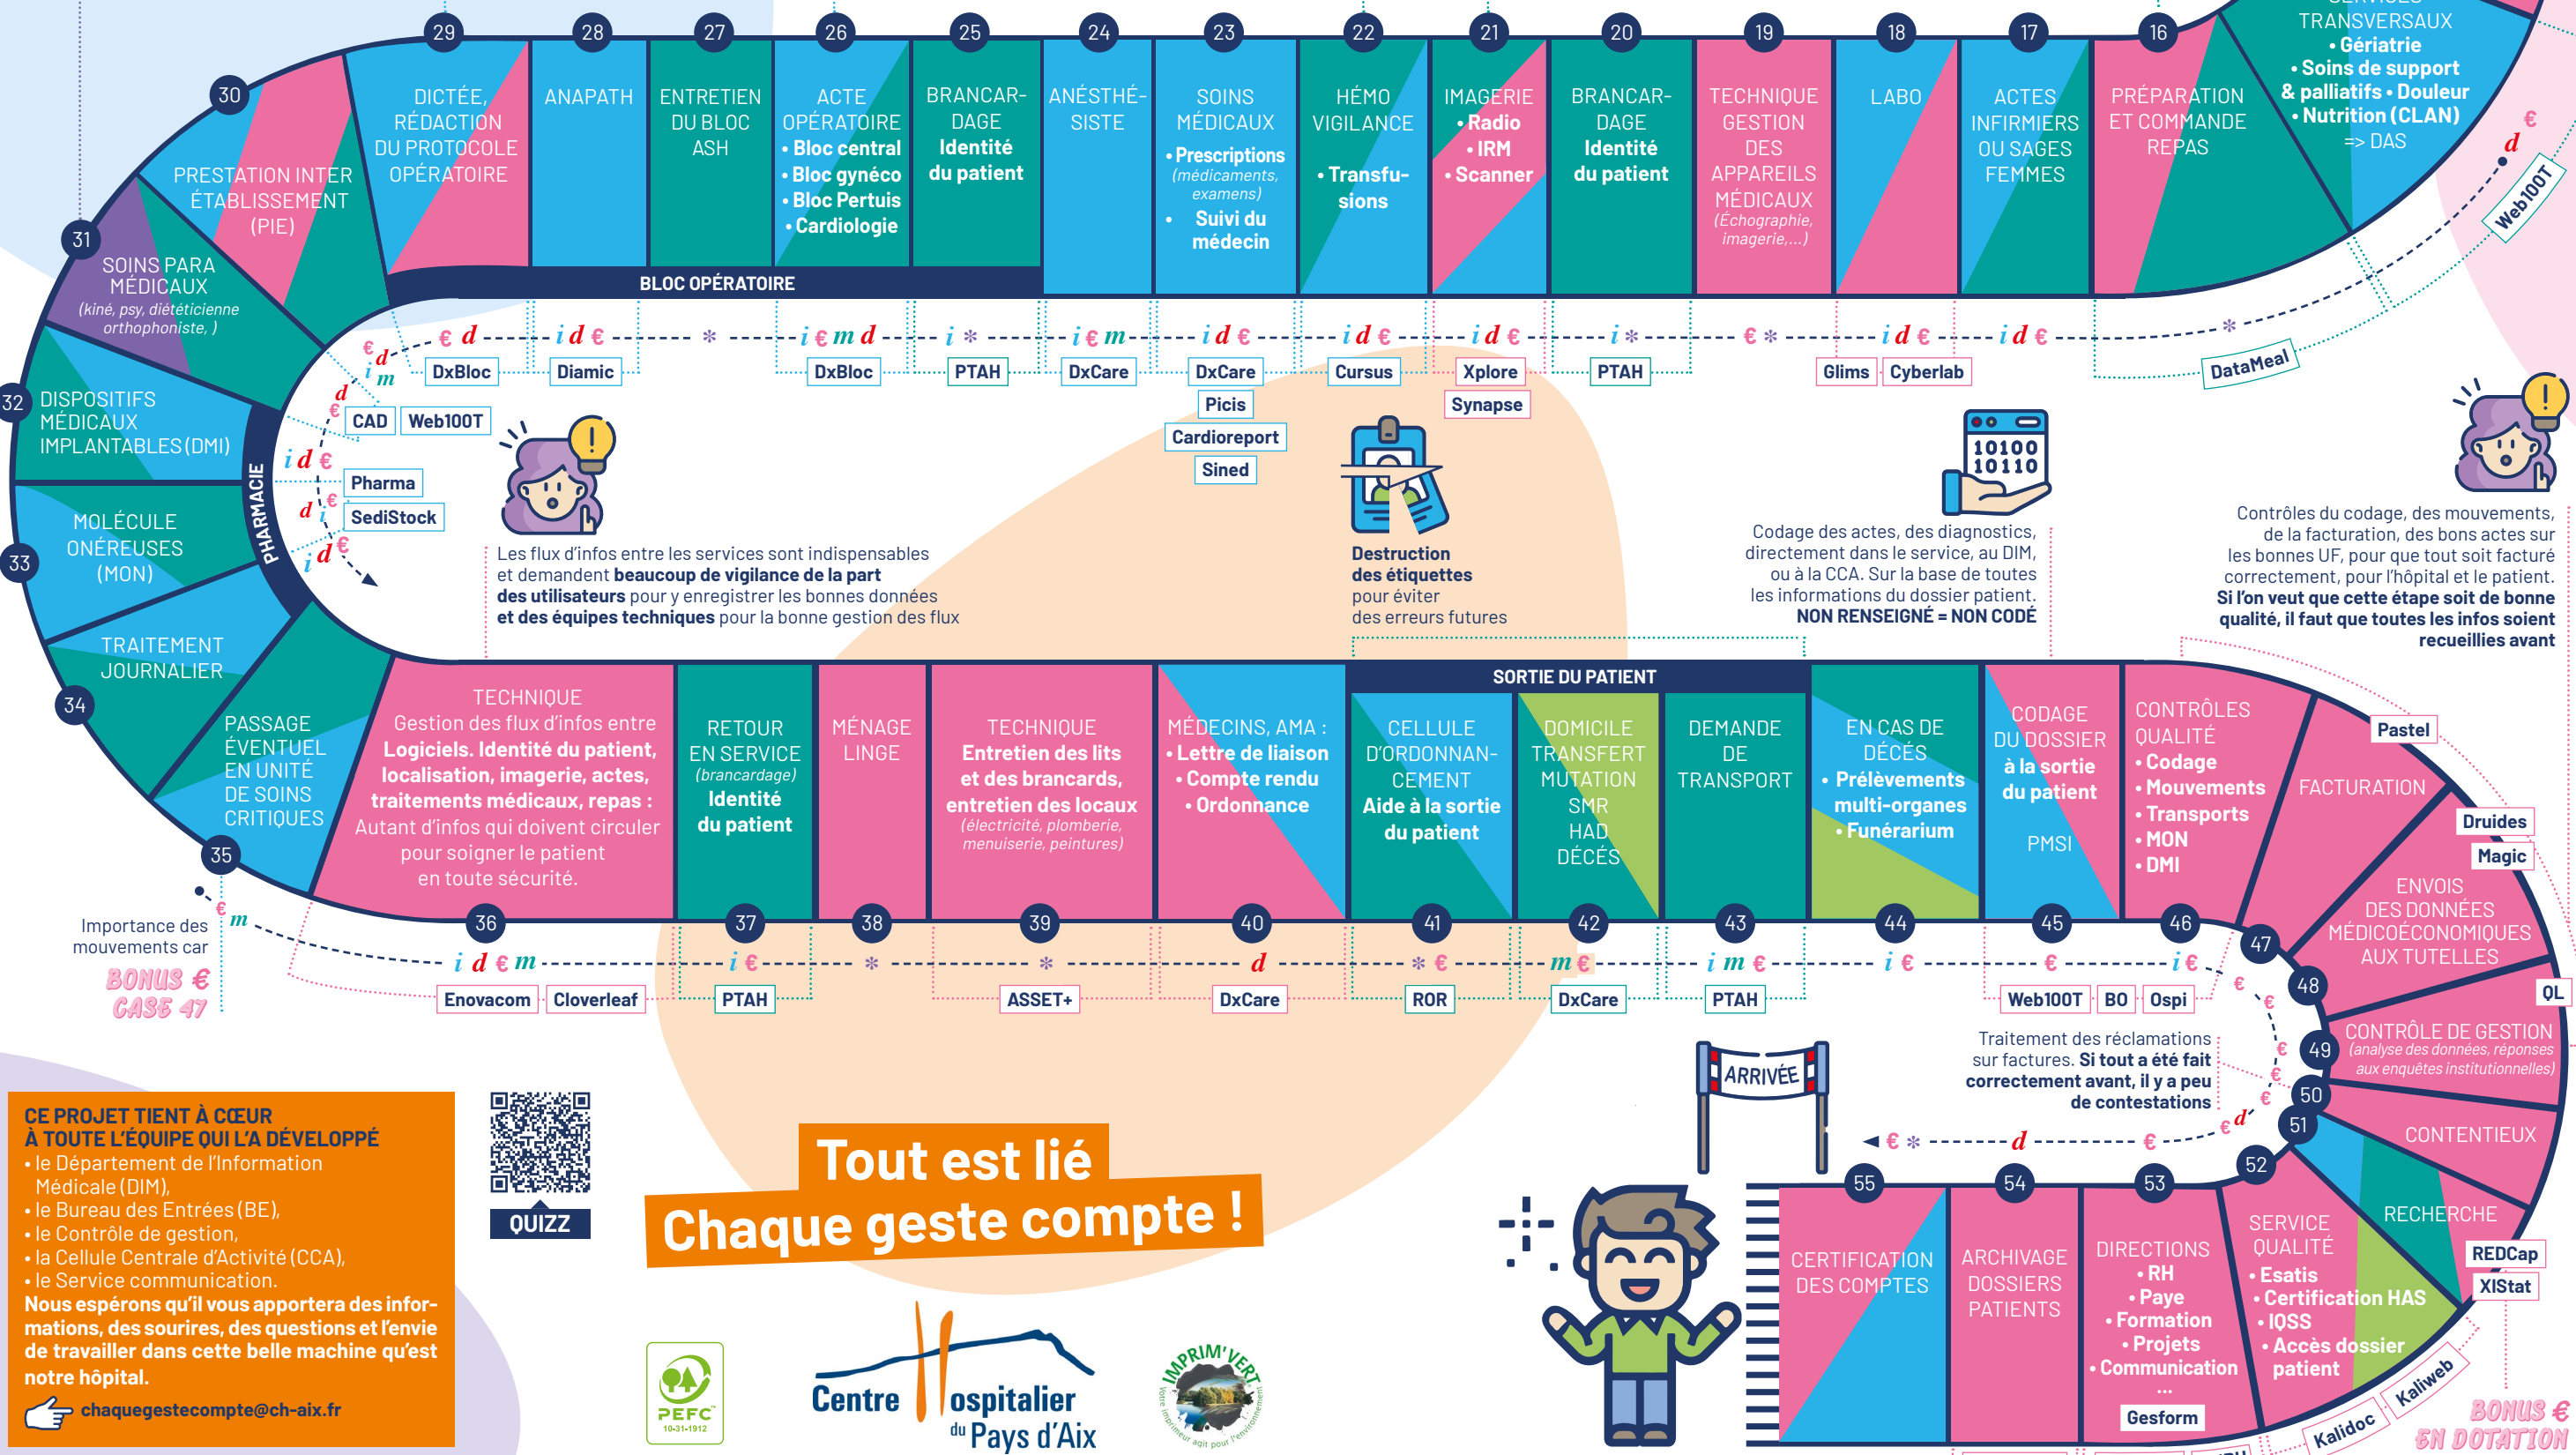 29
28
27
26
25
24
23
22
21
20
19
18
17
16
TRANSVERSAUX
• Gériatrie
• Soins de support
& palliatifs • Douleur
• Nutrition (CLAN)
=> DAS
PRÉPARATION
ET COMMANDE
REPAS
ACTES
INFIRMIERS
OU SAGES
FEMMES
LABO
TECHNIQUE
GESTION
DES
APPAREILS
MÉDICAUX
(Échographie,
imagerie,...)
BRANCAR-
DAGE
Identité
du patient
IMAGERIE
• Radio
• IRM
• Scanner
HÉMO
VIGILANCE
• Transfu-
sions
SOINS
MÉDICAUX
• Prescriptions
(médicaments,
examens)
• Suivi du
médecin
ANÉSTHÉ-
SISTE
BRANCAR-
DAGE
Identité
du patient
ACTE
OPÉRATOIRE
• Bloc central
• Bloc gynéco
• Bloc Pertuis
• Cardiologie
ENTRETIEN
DU BLOC
ASH
ANAPATH
DICTÉE,
RÉDACTION
DU PROTOCOLE
OPÉRATOIRE
BLOC OPÉRATOIRE
30
PRESTATION INTER
ÉTABLISSEMENT
(PIE)
31
SOINS PARA
MÉDICAUX
(kiné, psy, diététicienne
orthophoniste, )
32
DISPOSITIFS
MÉDICAUX
IMPLANTABLES (DMI)
33
MOLÉCULE
ONÉREUSES
(MON)
PHARMACIE
34
TRAITEMENT
JOURNALIER
35
PASSAGE
ÉVENTUEL
EN UNITÉ
DE SOINS
CRITIQUES
€ d
Web100T
*
DataMeal
i d €
i d €
Glims
Cyberlab
€ *
i *
PTAH
i d €
Xplore
Synapse
i d €
Cursus
i d €
DxCare
Picis
Cardioreport
Sined
i € m
DxCare
i *
PTAH
i € m d
DxBloc
*
i d €
Diamic
€ d
DxBloc
€ d
i m
d
€
CAD
Web100T
i d €
Pharma
d i €
SediStock
i d €
Les flux d'infos entre les services sont indispensables
et demandent beaucoup de vigilance de la part
des utilisateurs pour y enregistrer les bonnes données
et des équipes techniques pour la bonne gestion des flux
Destruction
des étiquettes
pour éviter
des erreurs futures
10100
10110
Codage des actes, des diagnostics,
directement dans le service, au DIM,
ou à la CCA. Sur la base de toutes
les informations du dossier patient.
NON RENSEIGNÉ = NON CODÉ
Contrôles du codage, des mouvements,
de la facturation, des bons actes sur
les bonnes UF, pour que tout soit facturé
correctement, pour l'hôpital et le patient.
Si l'on veut que cette étape soit de bonne
qualité, il faut que toutes les infos soient
recueillies avant
TECHNIQUE
Gestion des flux d'infos entre
Logiciels. Identité du patient,
localisation, imagerie, actes,
traitements médicaux, repas :
Autant d'infos qui doivent circuler
pour soigner le patient
en toute sécurité.
36
RETOUR
EN SERVICE
(brancardage)
Identité
du patient
37
MÉNAGE
LINGE
38
TECHNIQUE
Entretien des lits
et des brancards,
entretien des locaux
(électricité, plomberie,
menuiserie, peintures)
39
MÉDECINS, AMA :
• Lettre de liaison
• Compte rendu
• Ordonnance
40
SORTIE DU PATIENT
CELLULE
D'ORDONNAN-
CEMENT
Aide à la sortie
du patient
41
DOMICILE
TRANSFERT
MUTATION
SMR
HAD
DÉCÉS
42
DEMANDE
DE
TRANSPORT
43
EN CAS DE
DÉCÉS
• Prélèvements
multi-organes
• Funérarium
44
CODAGE
DU DOSSIER
à la sortie
du patient
PMSI
45
CONTRÔLES
QUALITÉ
• Codage
• Mouvements
• Transports
• MON
• DMI
46
FACTURATION
Pastel
47
Druides
Magic
ENVOIS
DES DONNÉES
MÉDICOÉCONOMIQUES
AUX TUTELLES
48
QL
CONTRÔLE DE GESTION
(analyse des données, réponses
aux enquêtes institutionnelles)
49
CONTENTIEUX
50
RECHERCHE
51
REDCap
XlStat
€ m
Importance des
mouvements car
BONUS €
CASE 47
i d € m
Enovacom
Cloverleaf
i €
PTAH
*
*
ASSET+
d
DxCare
* €
ROR
m €
DxCare
i m €
PTAH
i €
€
i €
Web100T
BO
Ospi
€
€
€
€
€
€ d
€
d
€ *
Traitement des réclamations
sur factures. Si tout a été fait
correctement avant, il y a peu
de contestations
ARRIVÉE
52
SERVICE
QUALITÉ
• Esatis
• Certification HAS
• IQSS
• Accès dossier
patient
Kalidoc
Kaliweb
BONUS €
EN DOTATION
53
DIRECTIONS
• RH
• Paye
• Formation
• Projets
• Communication
...
Gesform
54
ARCHIVAGE
DOSSIERS
PATIENTS
55
CERTIFICATION
DES COMPTES
CE PROJET TIENT À CŒUR
À TOUTE L'ÉQUIPE QUI L'A DÉVELOPPÉ
• le Département de l'Information
Médicale (DIM),
• le Bureau des Entrées (BE),
• le Contrôle de gestion,
• la Cellule Centrale d'Activité (CCA),
• le Service communication.
Nous espérons qu'il vous apportera des infor-
mations, des sourires, des questions et l'envie
de travailler dans cette belle machine qu'est
notre hôpital.
chaquegestecompte@ch-aix.fr
QUIZZ
Tout est lié
Chaque geste compte !
PEFC
10-31-1912
Centre Hospitalier
du Pays d'Aix
IMPRIM'VERT
Votre imprimeur agit pour l'environnement